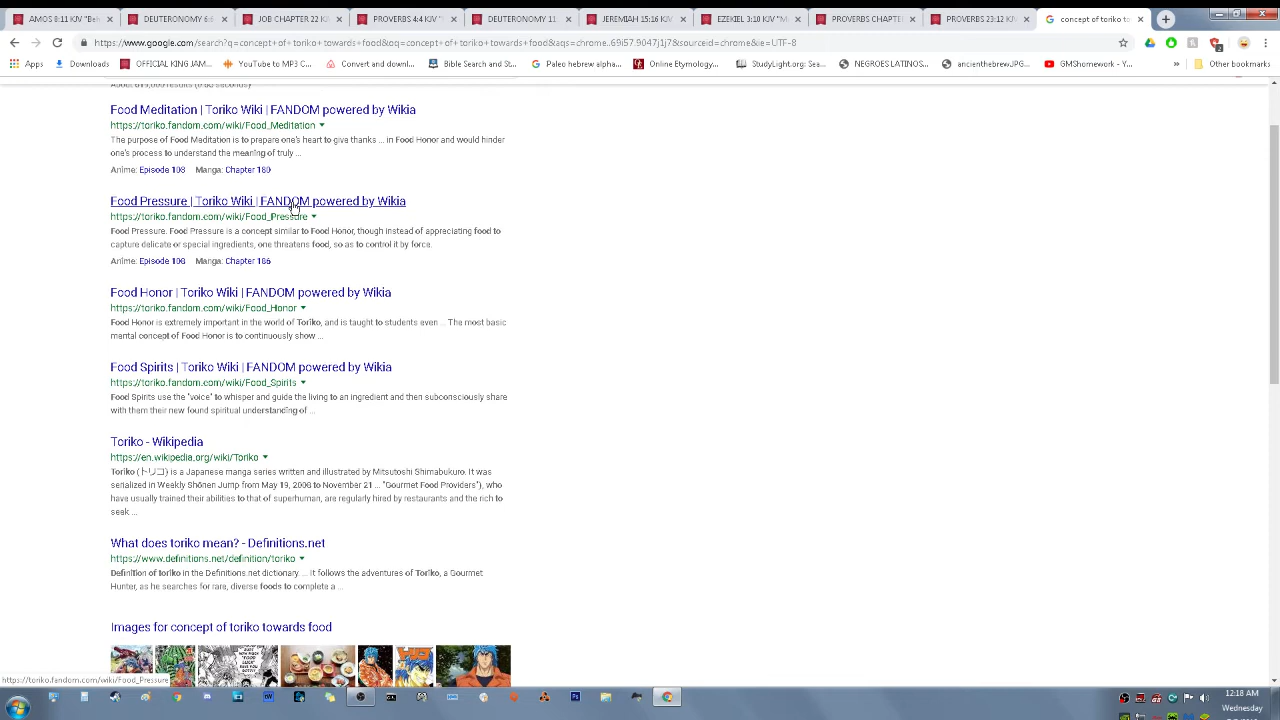 AMOS 8:11 KJV "Beh
DEUTERONOMY 6:6
JOB CHAPTER 22 KJ
PROVERBS 4:4 KJV "H
DEUTER
JEREMIAH 15:16 KJV
EZEKIEL 3:18 KJV "W
PROVERBS CHAPTER
PR
concept of toriko to
https://www.google.com/search?q=concept+of+toriko+towards+food&oq=concept+of
toriko+towards+food&aqs=chrome..69i57.9047j1j7&sourceid=chrome&ie=UTF-8
Apps
Downloads
OFFICIAL KING JAM...
YouTube to MP3 C...
Convert and downl...
Bible Search and St...
Paleo hebrew alpha...
Online Etymology...
StudyLight.org: Sea...
NEGROES LATINOS...
ancienthebrewJPG...
GMShomework - Y...
Other bookmarks
Food Meditation | Toriko Wiki | FANDOM powered by Wikia
https://toriko.fandom.com/wiki/Food_Meditation
The purpose of Food Meditation is to prepare one's heart to give thanks ... in Food Honor and would hinder
one's process to understand the meaning of truly ...
Anime: Episode 103 Manga: Chapter 180
Food Pressure | Toriko Wiki | FANDOM powered by Wikia
https://toriko.fandom.com/wiki/Food_Pressure
Food Pressure. Food Pressure is a concept similar to Food Honor, though instead of appreciating food to
capture delicate or special ingredients, one threatens food, so as to control it by force.
Anime: Episode 108 Manga: Chapter 186
Food Honor | Toriko Wiki | FANDOM powered by Wikia
https://toriko.fandom.com/wiki/Food_Honor
Food Honor is extremely important in the world of Toriko, and is taught to students even ... The most basic
mental concept of Food Honor is to continuously show ...
Food Spirits | Toriko Wiki | FANDOM powered by Wikia
https://toriko.fandom.com/wiki/Food_Spirits
Food Spirits use the "voice" to whisper and guide the living to an ingredient and then subconsciously share
with them their new found spiritual understanding of ...
Toriko - Wikipedia
https://en.wikipedia.org/wiki/Toriko
Toriko (トリコ) is a Japanese manga series written and illustrated by Mitsutoshi Shimabukuro. It was
serialized in Weekly Shōnen Jump from May 19, 2008 to November 21 ... "Gourmet Food Providers"), who
have usually trained their abilities to that of superhuman, are regularly hired by restaurants and the rich to
seek ...
What does toriko mean? - Definitions.net
https://www.definitions.net/definition/toriko
Definition of toriko in the Definitions.net dictionary. ... It follows the adventures of Toriko, a Gourmet
Hunter, as he searches for rare, diverse foods to complete a ...
Images for concept of toriko towards food
https://toriko.fandom.com/wiki/Food_Pressure
12:18 AM
Wednesday